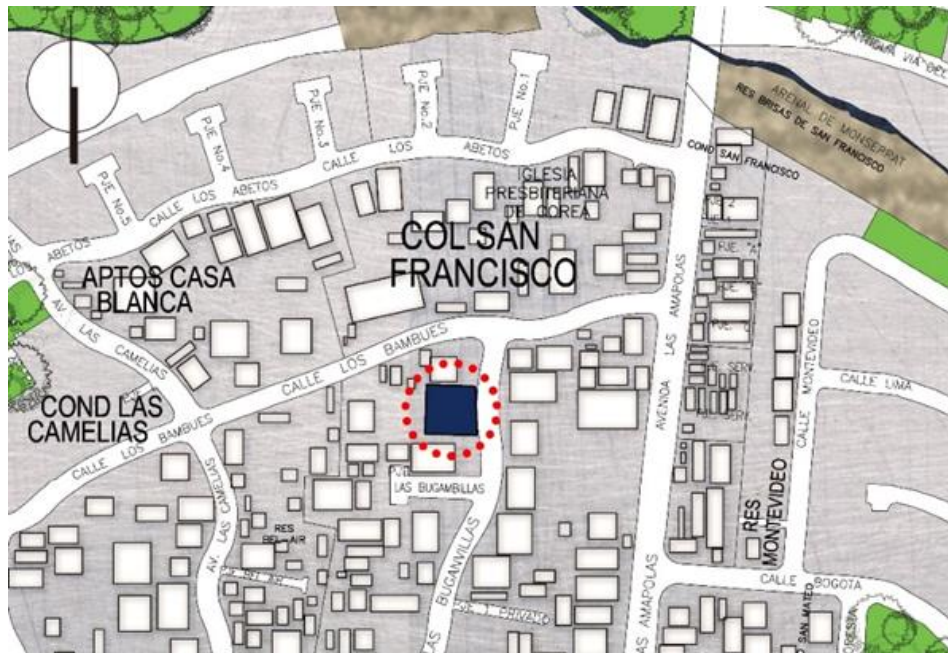 PJE No.1
PJE No.2
PJE No.3
PJE No.4
PJE No.5
ARENAL DE MONSERRAT
RES BRISAS DE SAN FRANCISCO
CALLE LOS ABETOS
CALLE LOS ABETOS
LOS ABETOS
COND SAN FRANCISCO
IGLESIA
PRESBITERIANA
DE COREA
COL SAN
FRANCISCO
APTOS CASA
BLANCA
AV. LAS CAMELIAS
PJE. "A"
AVENIDA LAS AMAPOLAS
CALLE LOS BAMBUES
CALLE MONTEVIDEO
CALLE LIMA
COND LAS
CAMELIAS
CALLE LOS BAMBUES
LAS BUGAMBILLAS
AV. LAS CAMELIAS
RES
BEL-AIR
RES
MONTEVIDEO
BUGANVILLAS
CALLE BOGOTA
LAS AMAPOLAS
SAN MATEO